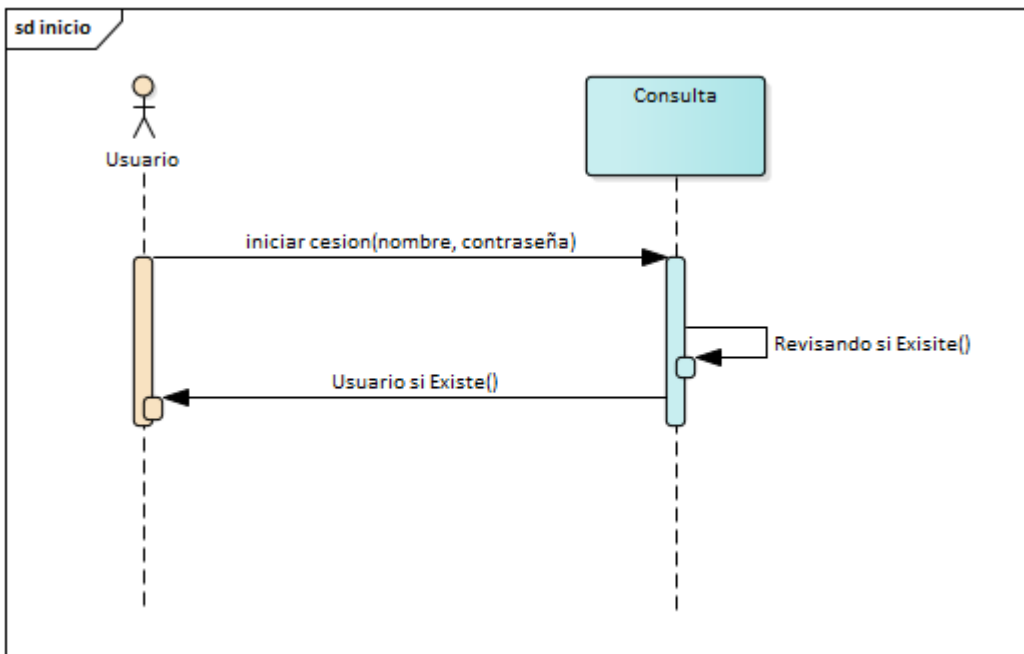 sd inicio
Usuario
Consulta
iniciar cesion(nombre, contraseña)
Revisando si Exisite()
Usuario si Existe()